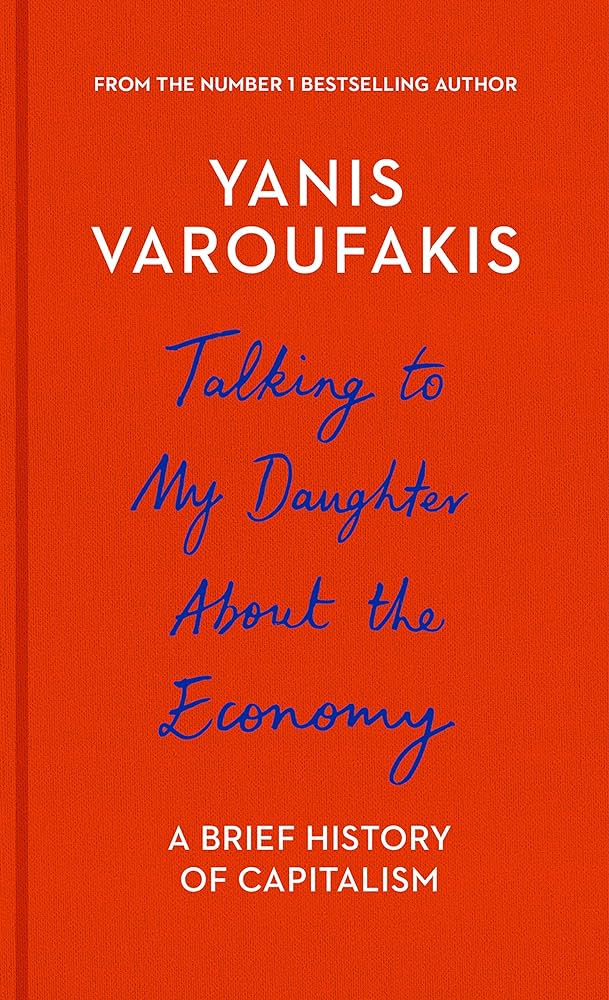 FROM THE NUMBER 1 BESTSELLING AUTHOR
YANIS
VAROUFAKIS
Talking to
My Daughter
About the
Economy
A BRIEF HISTORY
OF CAPITALISM